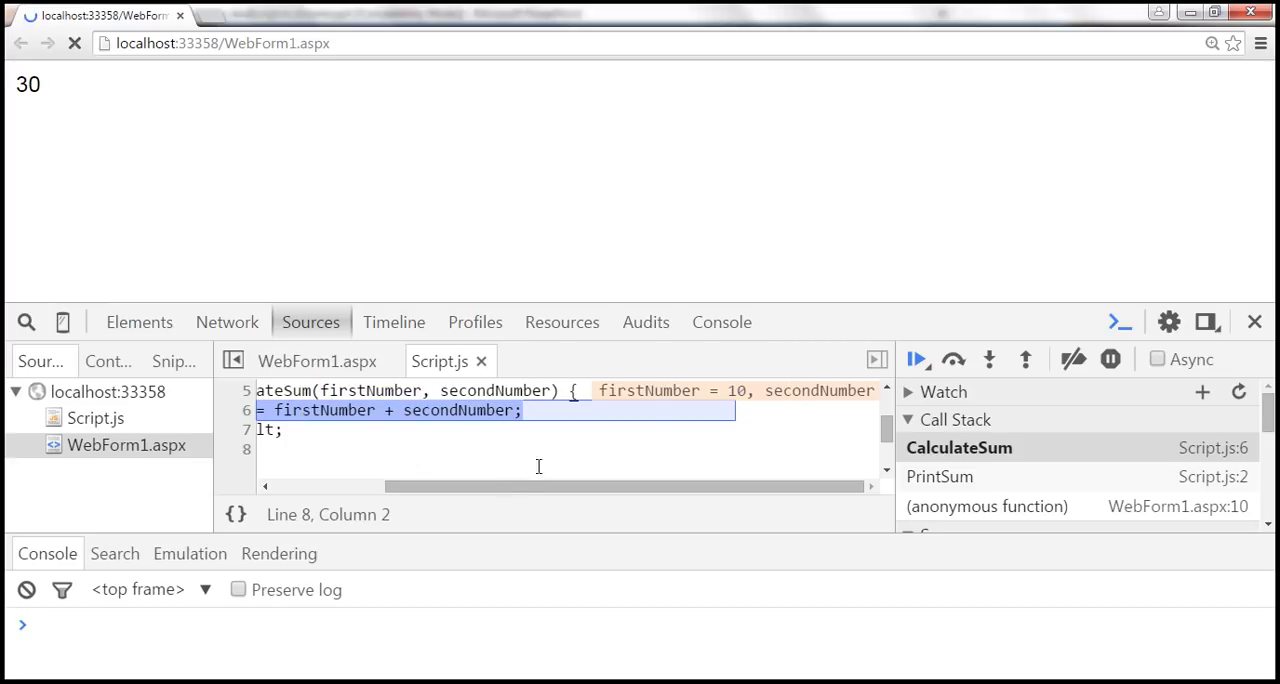 localhost:33358/WebForm
localhost:33358/WebForm1.aspx
30
Elements Network Sources Timeline Profiles Resources Audits Console
Sour... Cont... Snip... WebForm1.aspx Script.js Async
localhost:33358
Script.js
WebForm1.aspx
5 ateSum(firstNumber, secondNumber) { firstNumber = 10, secondNumber
6 = firstNumber + secondNumber;
7 lt;
8
{} Line 8, Column 2
Watch
Call Stack
CalculateSum Script.js:6
PrintSum Script.js:2
(anonymous function) WebForm1.aspx:10
Console Search Emulation Rendering
<top frame> Preserve log
>